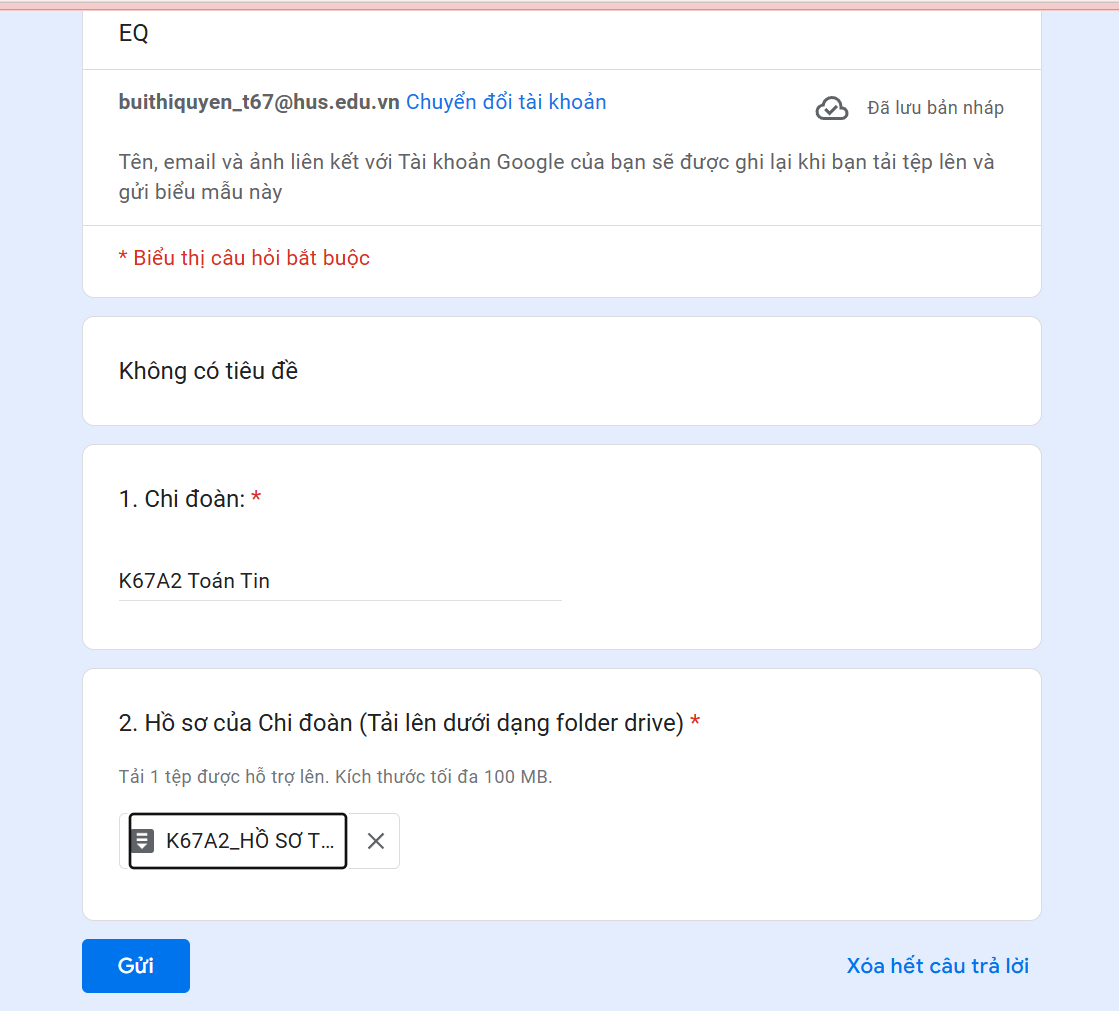 EQ
buithiquyen_t67@hus.edu.vn Chuyển đổi tài khoản
Đã lưu bản nháp
Tên, email và ảnh liên kết với Tài khoản Google của bạn sẽ được ghi lại khi bạn tải tệp lên và
gửi biểu mẫu này
* Biểu thị câu hỏi bắt buộc
Không có tiêu đề
1. Chi đoàn: *
K67A2 Toán Tin
2. Hồ sơ của Chi đoàn (Tải lên dưới dạng folder drive) *
Tải 1 tệp được hỗ trợ lên. Kích thước tối đa 100 MB.
K67A2_HỒ SƠ T...
Gửi
Xóa hết câu trả lời